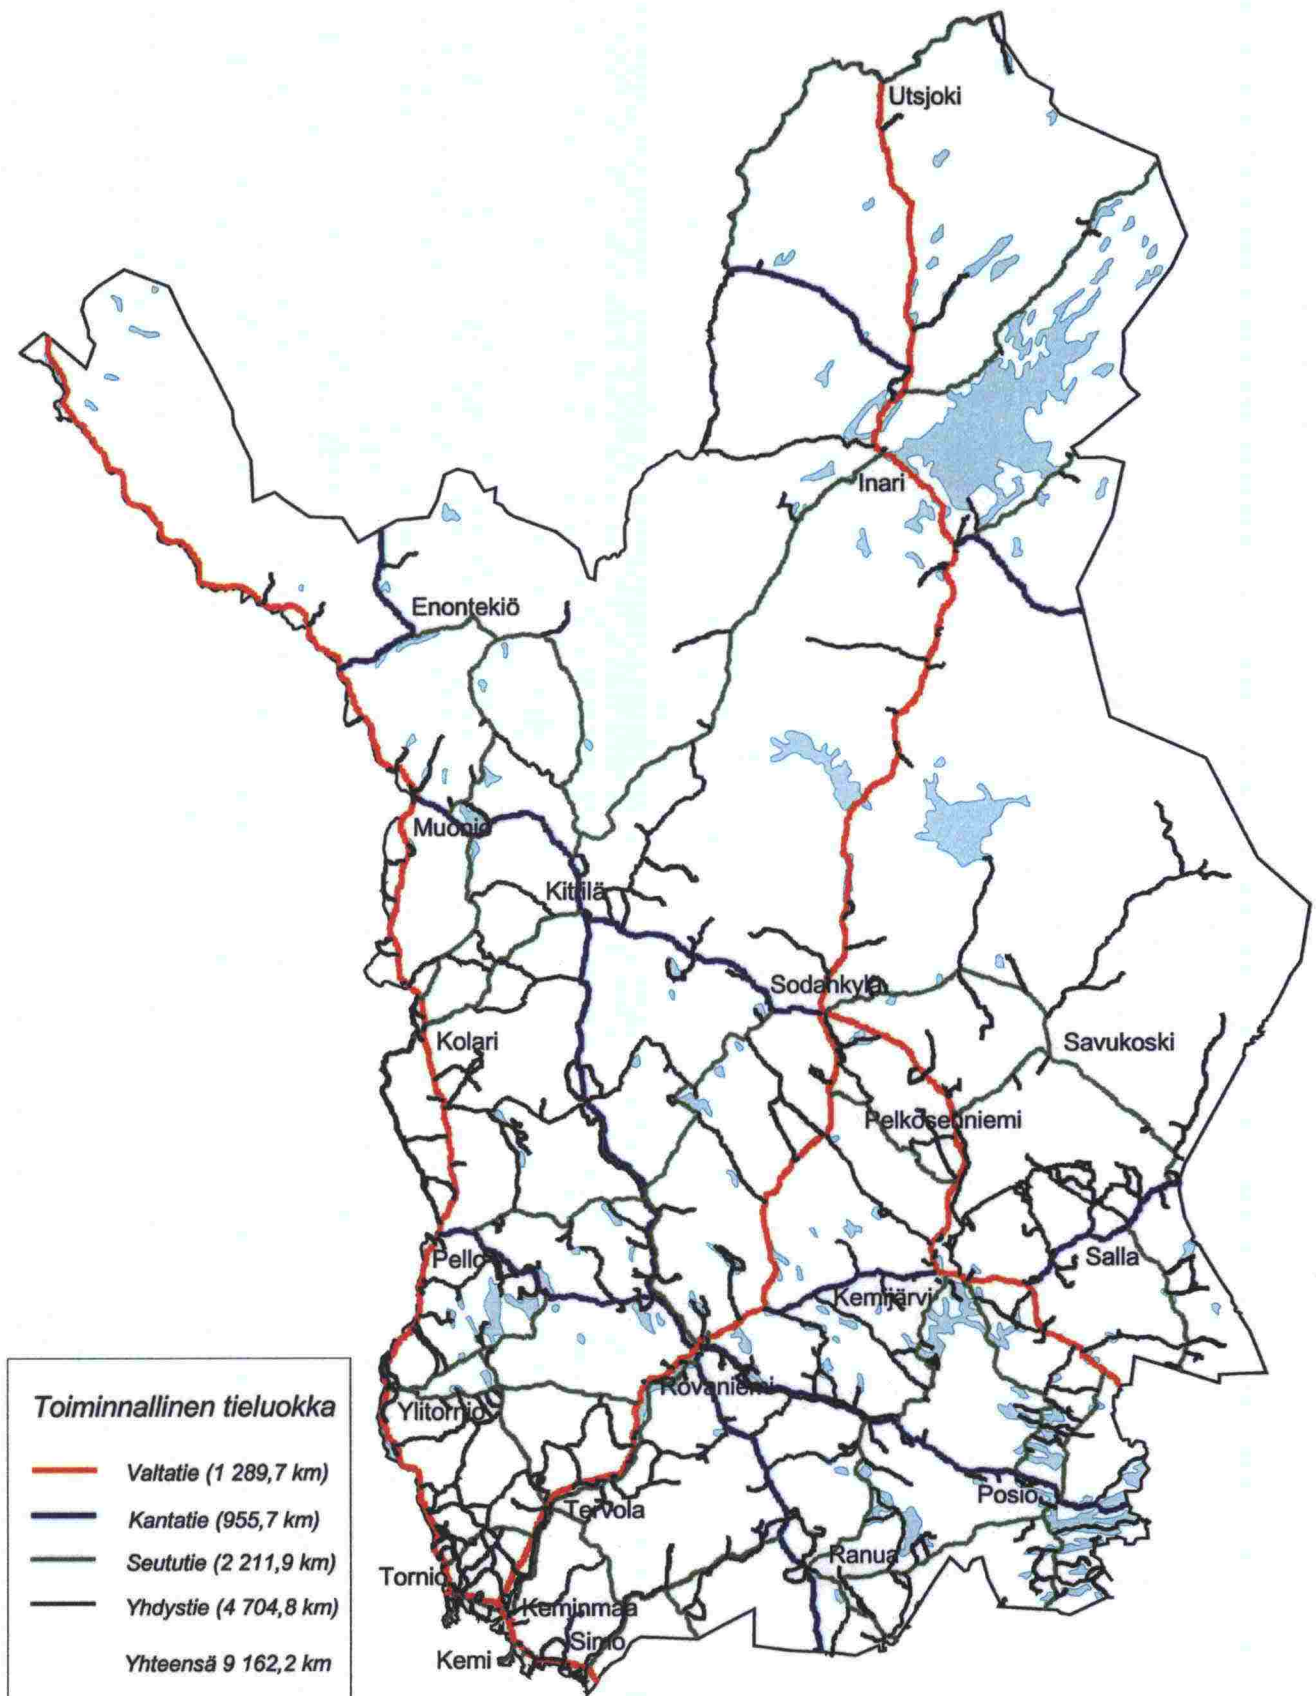 Utsjoki
Inari
Enontekiö
Muonio
Kittilä
Sodankylä
Kolari
Savukoski
Pelkosenniemi
Pello
Salla
Kemijärvi
Rovaniemi
Ylitornio
Tervola
Posio
Ranua
Tornio
Keminmaa
Simo
Kemi
Toiminnallinen tieluokka
Valtatie (1 289,7 km)
Kantatie (955,7 km)
Seututie (2 211,9 km)
Yhdystie (4 704,8 km)
Yhteensä 9 162,2 km